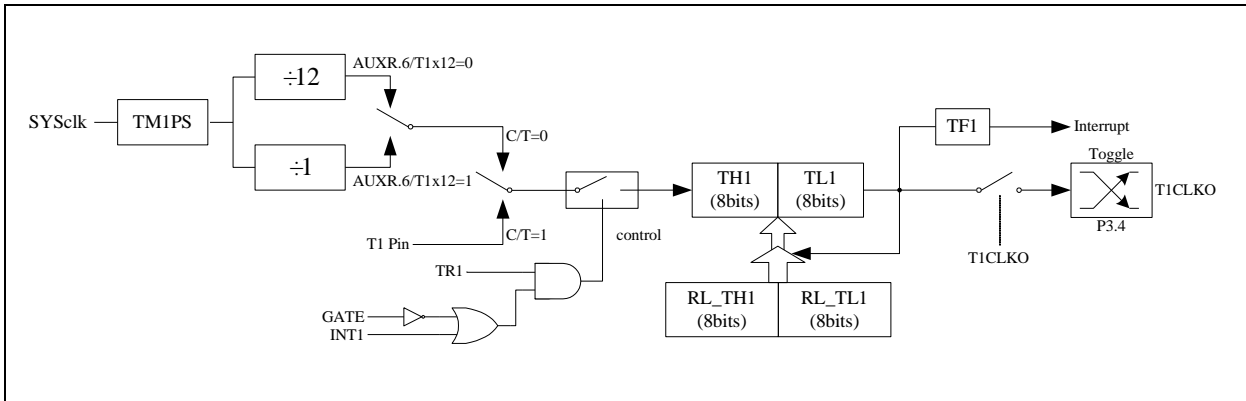 ÷12
AUXR.6/T1x12=0
SYSclk
TM1PS
÷1
AUXR.6/T1x12=1
C/T=0
T1 Pin
C/T=1
control
TR1
GATE
INT1
TH1
(8bits)
TL1
(8bits)
RL_TH1
(8bits)
RL_TL1
(8bits)
TF1
Interrupt
Toggle
T1CLKO
P3.4
T1CLKO